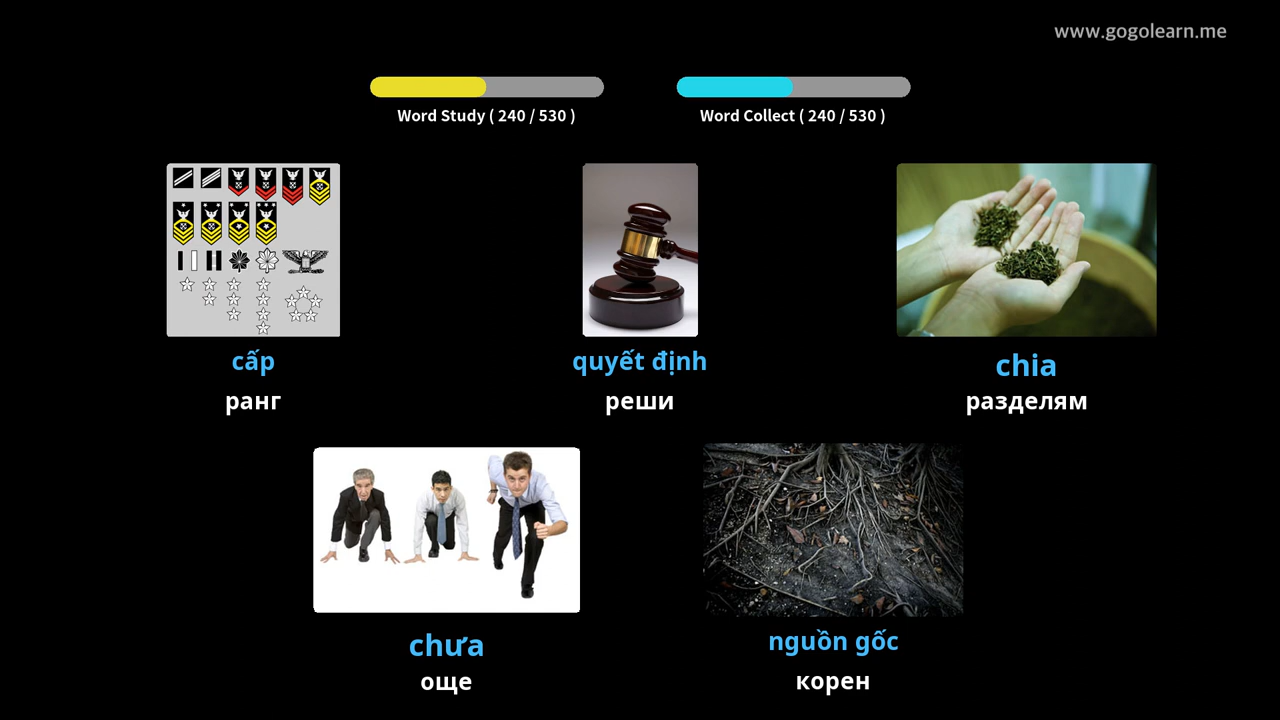 www.gogolearn.me
Word Study ( 240 / 530 )
Word Collect ( 240 / 530 )
cấp
ранг
quyết định
реши
chia
разделям
chưa
още
nguồn gốc
корен